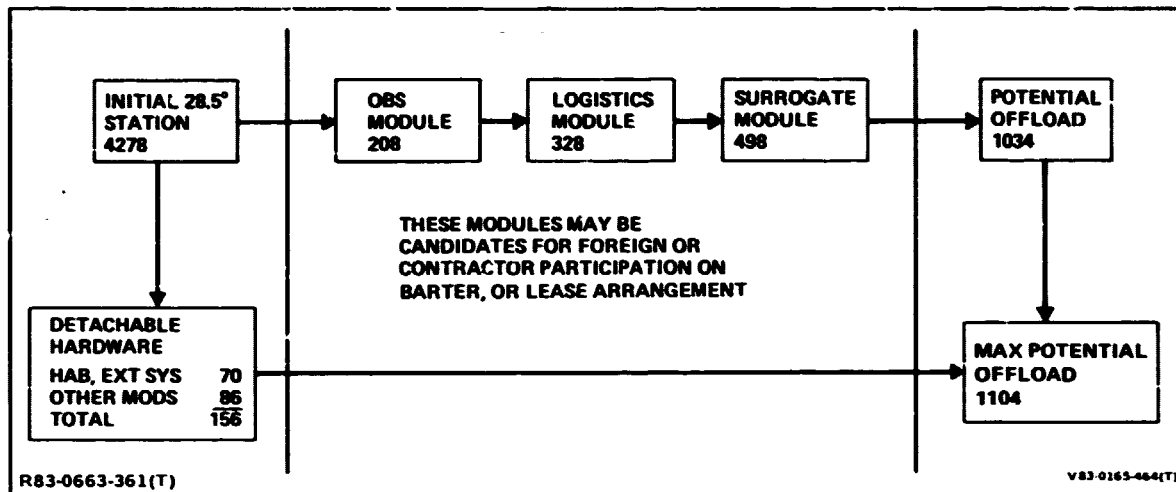 INITIAL 28.5°
STATION
4278
OBS
MODULE
208
LOGISTICS
MODULE
328
SURROGATE
MODULE
498
POTENTIAL
OFFLOAD
1034
THESE MODULES MAY BE
CANDIDATES FOR FOREIGN OR
CONTRACTOR PARTICIPATION ON
BARTER, OR LEASE ARRANGEMENT
DETACHABLE
HARDWARE
HAB, EXT SYS 70
OTHER MODS 86
TOTAL 156
MAX POTENTIAL
OFFLOAD
1104
R83-0663-361(T)
V83-0165-464(T)